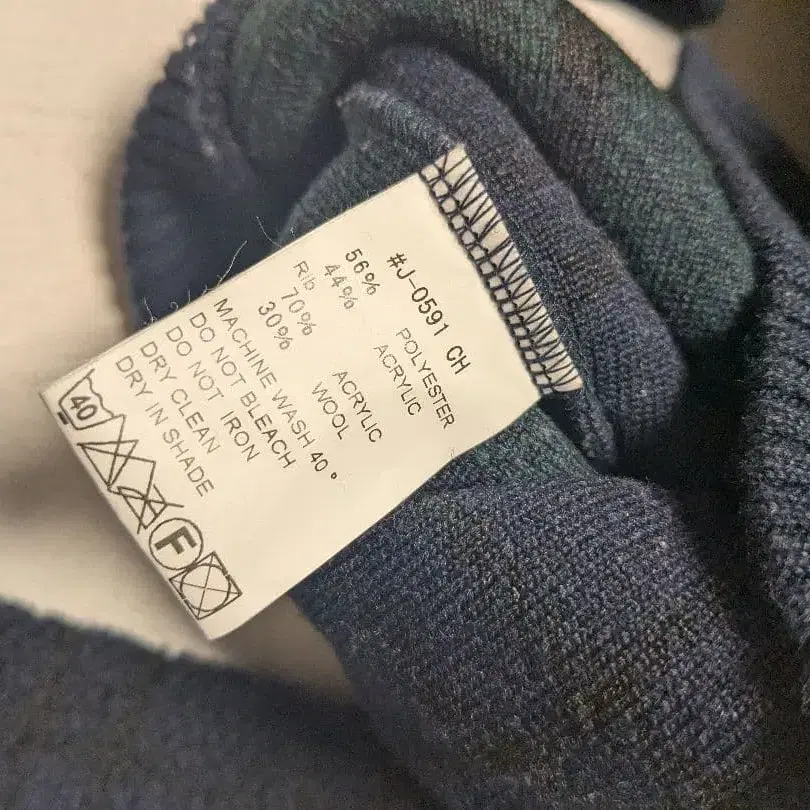 #J-0591 CH
56% POLYESTER
44% ACRYLIC
Rib
70% ACRYLIC
30% WOOL
MACHINE WASH 40°
DO NOT BLEACH
DO NOT IRON
DRY CLEAN
DRY IN SHADE
40
F